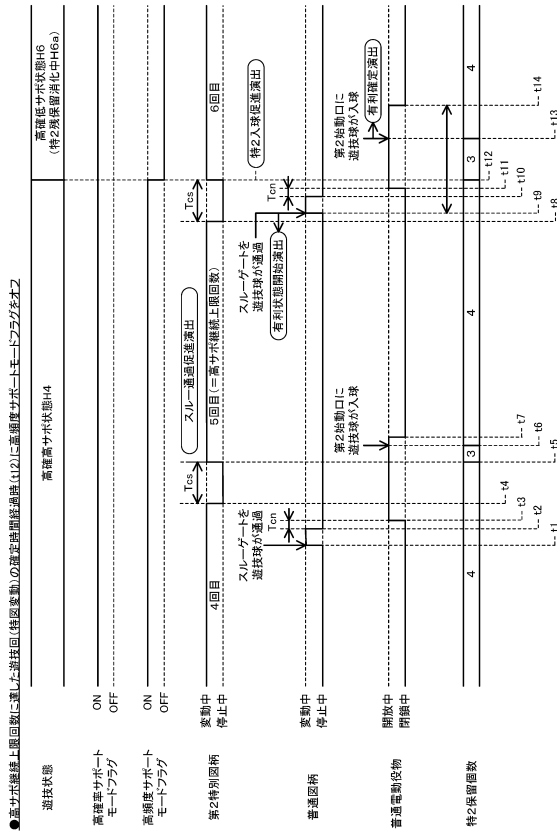 ●高サポ継続上限回数に達した遊技回(特図変動)の確定時間経過時(t12)に高頻度サポートモードフラグをオフ
遊技状態
高確高サポ状態H4
高確低サポ状態H6
(特2残保留消化中H6a)
高確率サポート
モードフラグ
ON
OFF
高頻度サポート
モードフラグ
ON
OFF
スルー通過促進演出
Tcs
Tcs
第2特別図柄
変動中
停止中
4回目
5回目(=高サポ継続上限回数)
6回目
スルーゲートを
遊技球が通過
Tcn
スルーゲートを
遊技球が通過
Tcn
特2入球促進演出
有利状態開始演出
普通図柄
変動中
停止中
第2始動口に
遊技球が入球
第2始動口に
遊技球が入球
有利確定演出
普通電動役物
開放中
閉鎖中
特2保留個数
4
3
4
3
4
t1
t2
t3
t4
t5
t6
t7
t8
t9
t10
t11
t12
t13
t14